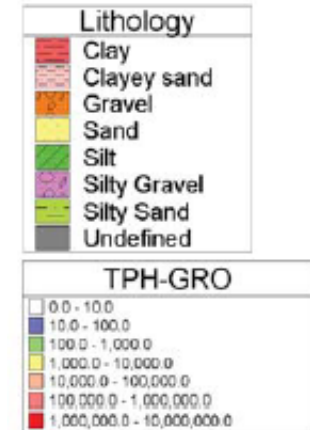 Lithology
Clay
Clayey sand
Gravel
Sand
Silt
Silty Gravel
Silty Sand
Undefined
TPH-GRO
0.0 - 10.0
10.0 - 100.0
100.0 - 1,000.0
1,000.0 - 10,000.0
10,000.0 - 100,000.0
100,000.0 - 1,000,000.0
1,000,000.0 - 10,000,000.0